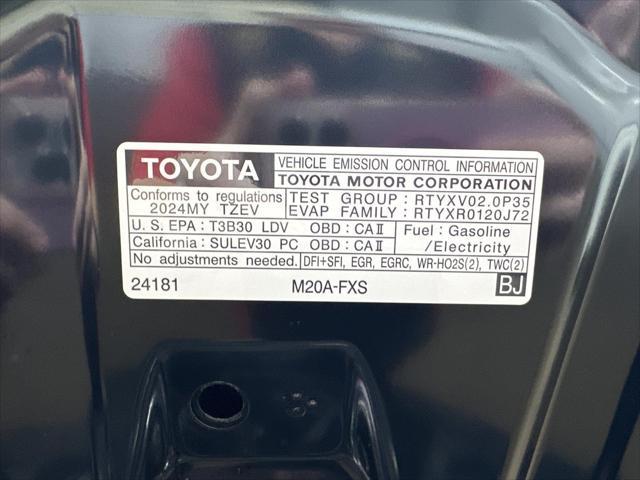 TOYOTA
VEHICLE EMISSION CONTROL INFORMATION
TOYOTA MOTOR CORPORATION
Conforms to regulations
2024MY TZEV
TEST GROUP : RTYXV02.0P35
EVAP FAMILY : RTYXR0120J72
U.S. EPA : T3B30 LDV OBD : CAⅡ
California : SULEV30 PC OBD : CAⅡ
Fuel : Gasoline
/Electricity
No adjustments needed.
DFI+SFI, EGR, EGRC, WR-HO2S(2), TWC(2)
24181 M20A-FXS BJ